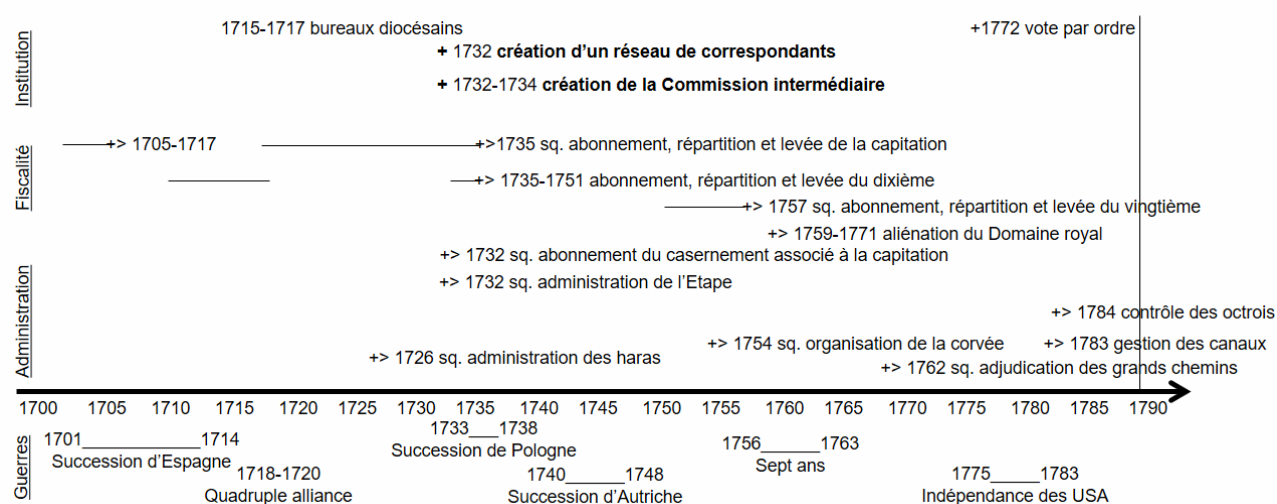 Institution
1715-1717 bureaux diocésains
+1772 vote par ordre
+ 1732 création d’un réseau de correspondants
+ 1732-1734 création de la Commission intermédiaire
Fiscalité
+> 1705-1717
+>1735 sq. abonnement, répartition et levée de la capitation
+> 1735-1751 abonnement, répartition et levée du dixième
+> 1757 sq. abonnement, répartition et levée du vingtième
+> 1759-1771 aliénation du Domaine royal
Administration
+> 1732 sq. abonnement du casernement associé à la capitation
+> 1732 sq. administration de l’Etape
+> 1784 contrôle des octrois
+> 1754 sq. organisation de la corvée
+> 1783 gestion des canaux
+> 1726 sq. administration des haras
+> 1762 sq. adjudication des grands chemins
1700 1705 1710 1715 1720 1725 1730 1735 1740 1745 1750 1755 1760 1765 1770 1775 1780 1785 1790
Guerres
1701 1714
Succession d’Espagne
1718-1720
Quadruple alliance
1733 1738
Succession de Pologne
1740 1748
Succession d’Autriche
1756 1763
Sept ans
1775 1783
Indépendance des USA